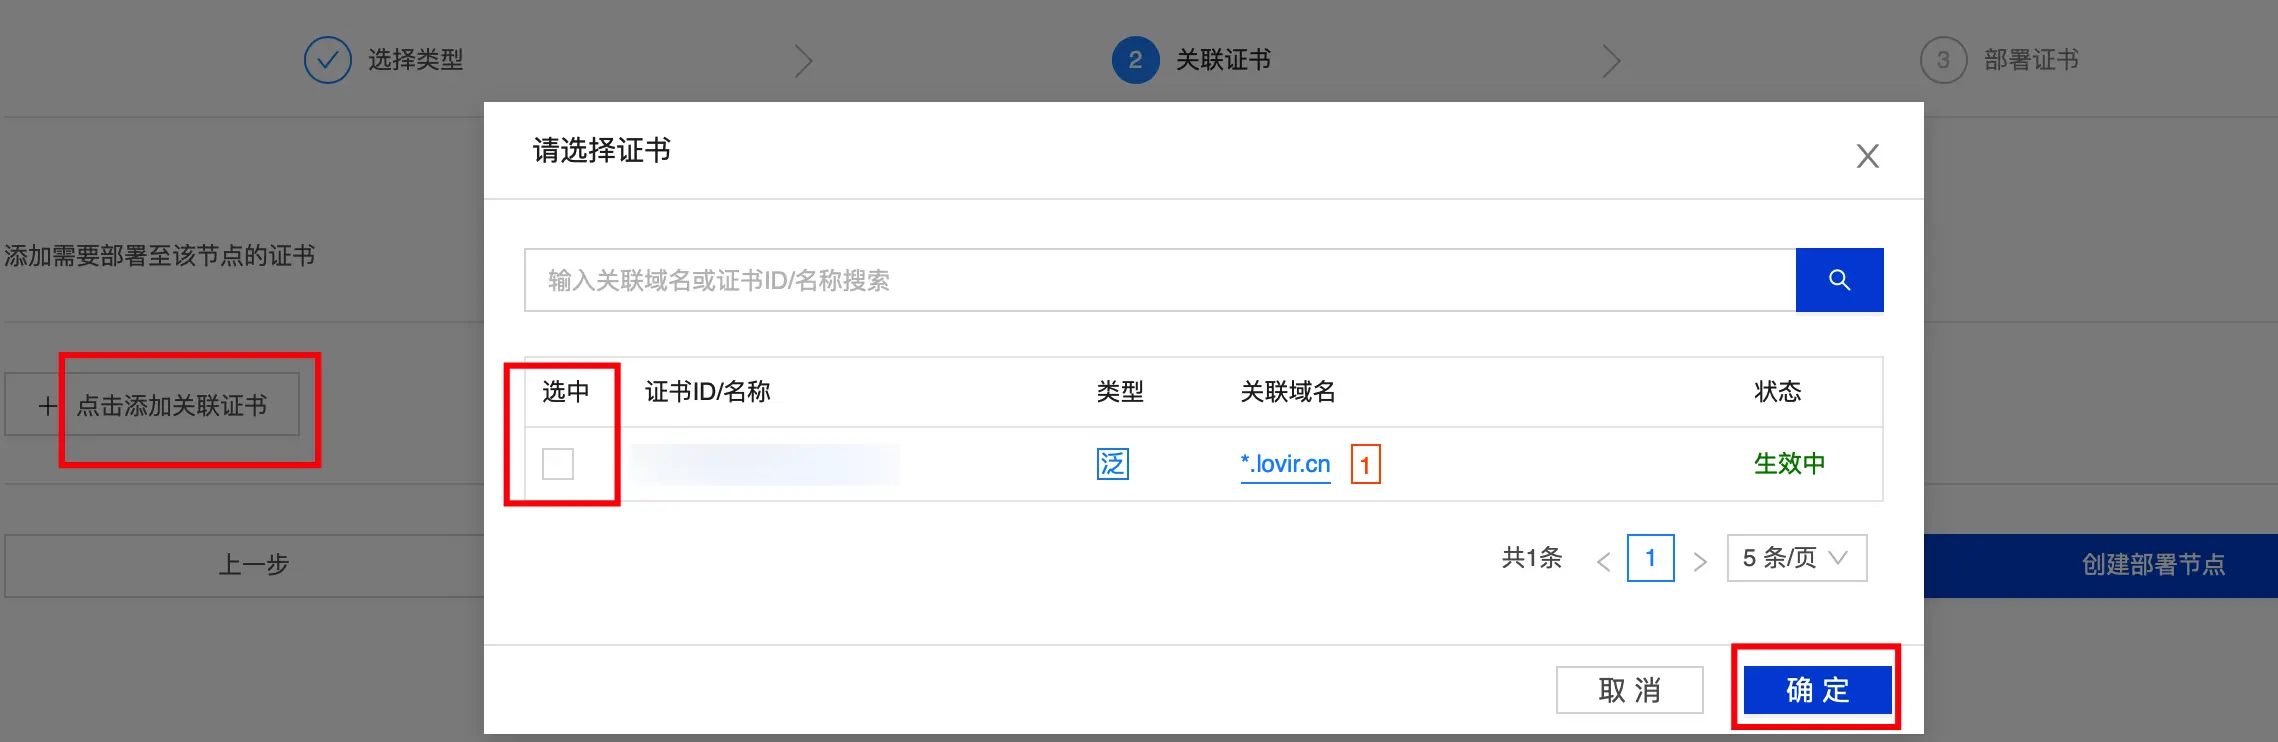 选择类型
2 关联证书
3 部署证书
请选择证书
添加需要部署至该节点的证书
输入关联域名或证书ID/名称搜索
点击添加关联证书
选中 证书ID/名称 类型 关联域名 状态
泛 *.lovir.cn 1 生效中
共1条 < 1 > 5 条/页
上一步
创建部署节点
取 消 确 定